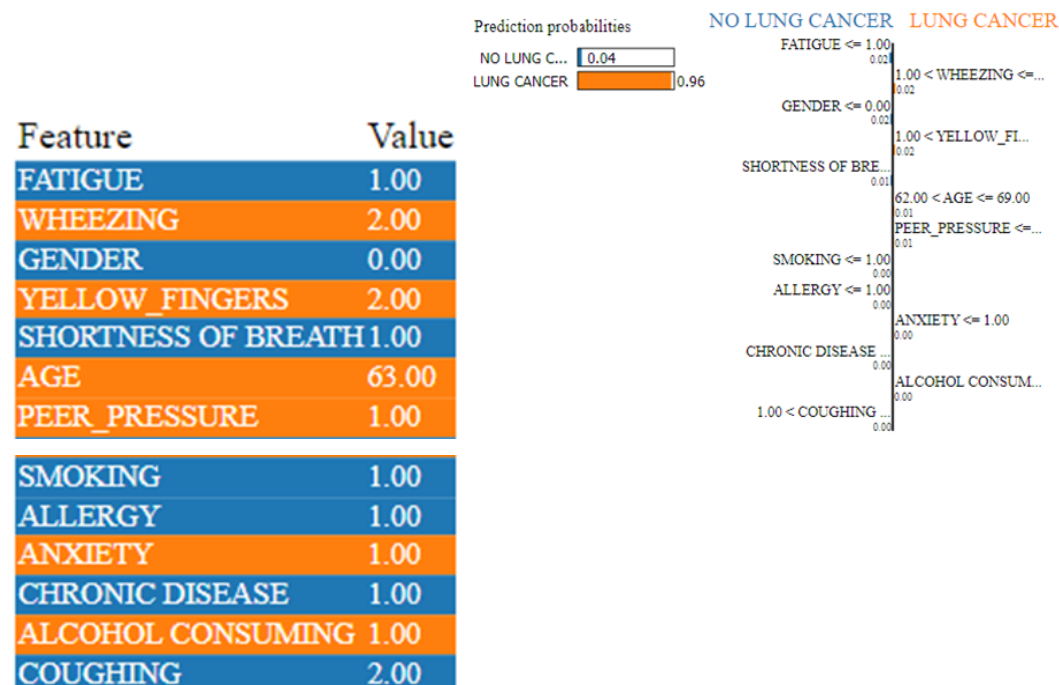 Prediction probabilities
NO LUNG C... 0.04
LUNG CANCER 0.96
NO LUNG CANCER LUNG CANCER
FATIGUE <= 1.00
0.02
1.00 < WHEEZING <=...
0.02
GENDER <= 0.00
0.02
1.00 < YELLOW_FI...
0.02
SHORTNESS OF BRE...
0.01
62.00 < AGE <= 69.00
0.01
PEER_PRESSURE <=...
0.01
SMOKING <= 1.00
0.00
ALLERGY <= 1.00
0.00
ANXIETY <= 1.00
0.00
CHRONIC DISEASE ...
0.00
ALCOHOL CONSUM...
0.00
1.00 < COUGHING ...
0.00
Feature Value
FATIGUE 1.00
WHEEZING 2.00
GENDER 0.00
YELLOW_FINGERS 2.00
SHORTNESS OF BREATH 1.00
AGE 63.00
PEER_PRESSURE 1.00
SMOKING 1.00
ALLERGY 1.00
ANXIETY 1.00
CHRONIC DISEASE 1.00
ALCOHOL CONSUMING 1.00
COUGHING 2.00